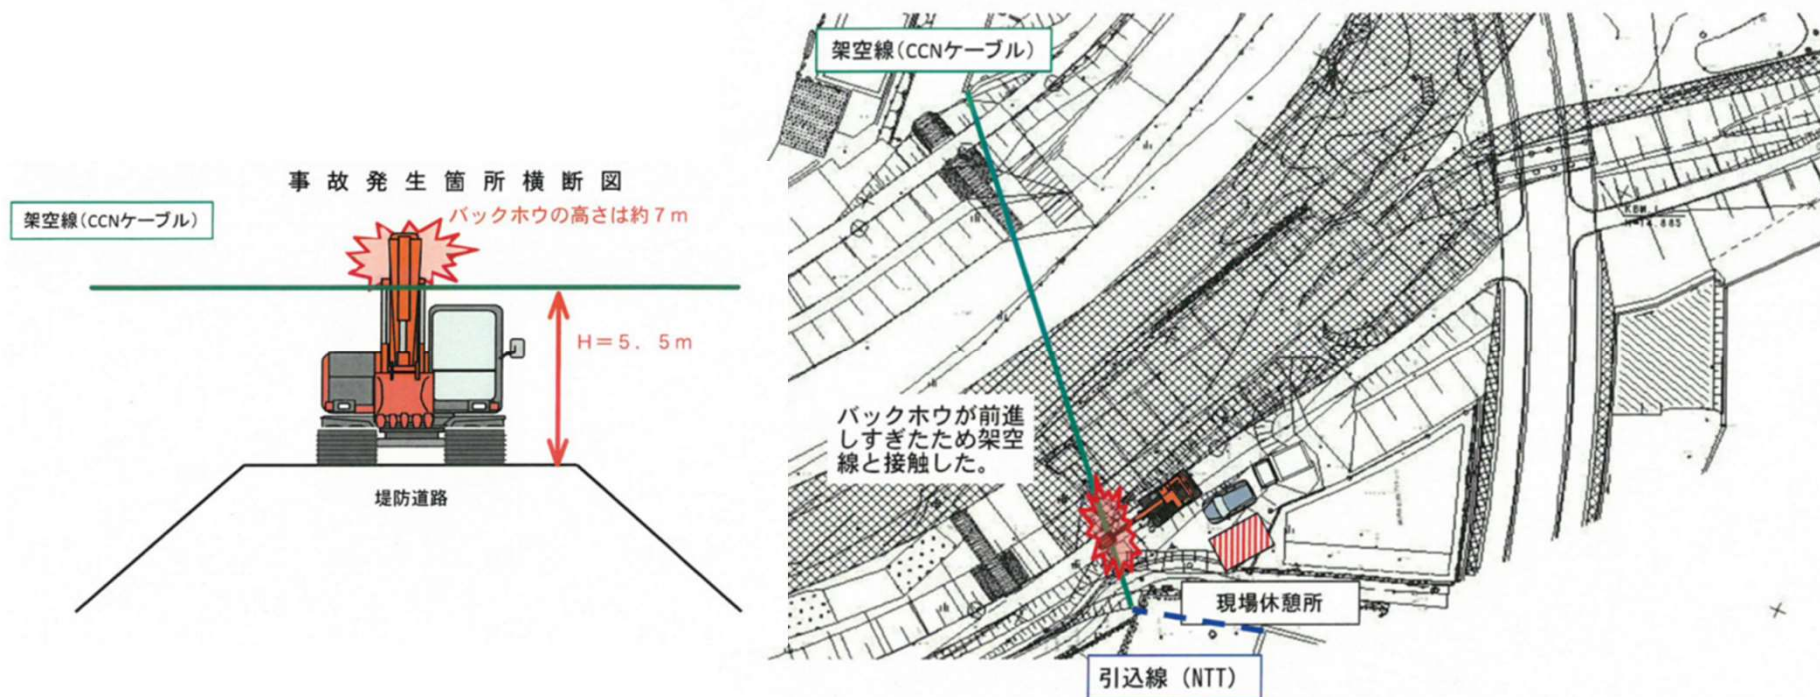 事故発生箇所横断図
架空線(CCNケーブル)
バックホウの高さは約7m
H=5.5m
堤防道路
架空線(CCNケーブル)
バックホウが前進
しすぎたため架空
線と接触した。
現場休憩所
引込線(NTT)